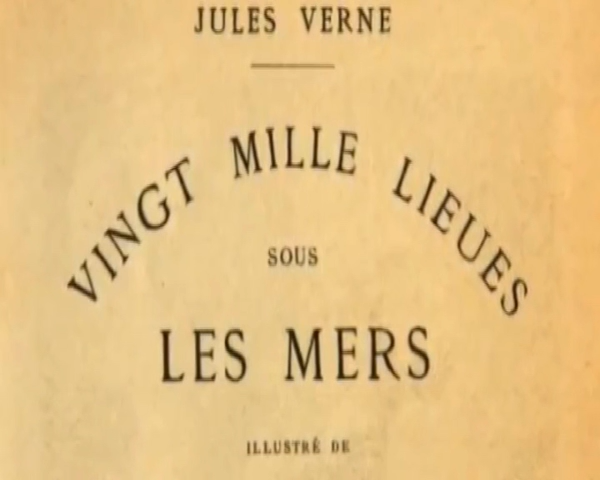 JULES VERNE
VINGT MILLE LIEUES
SOUS
LES MERS
ILLUSTRÉ DE